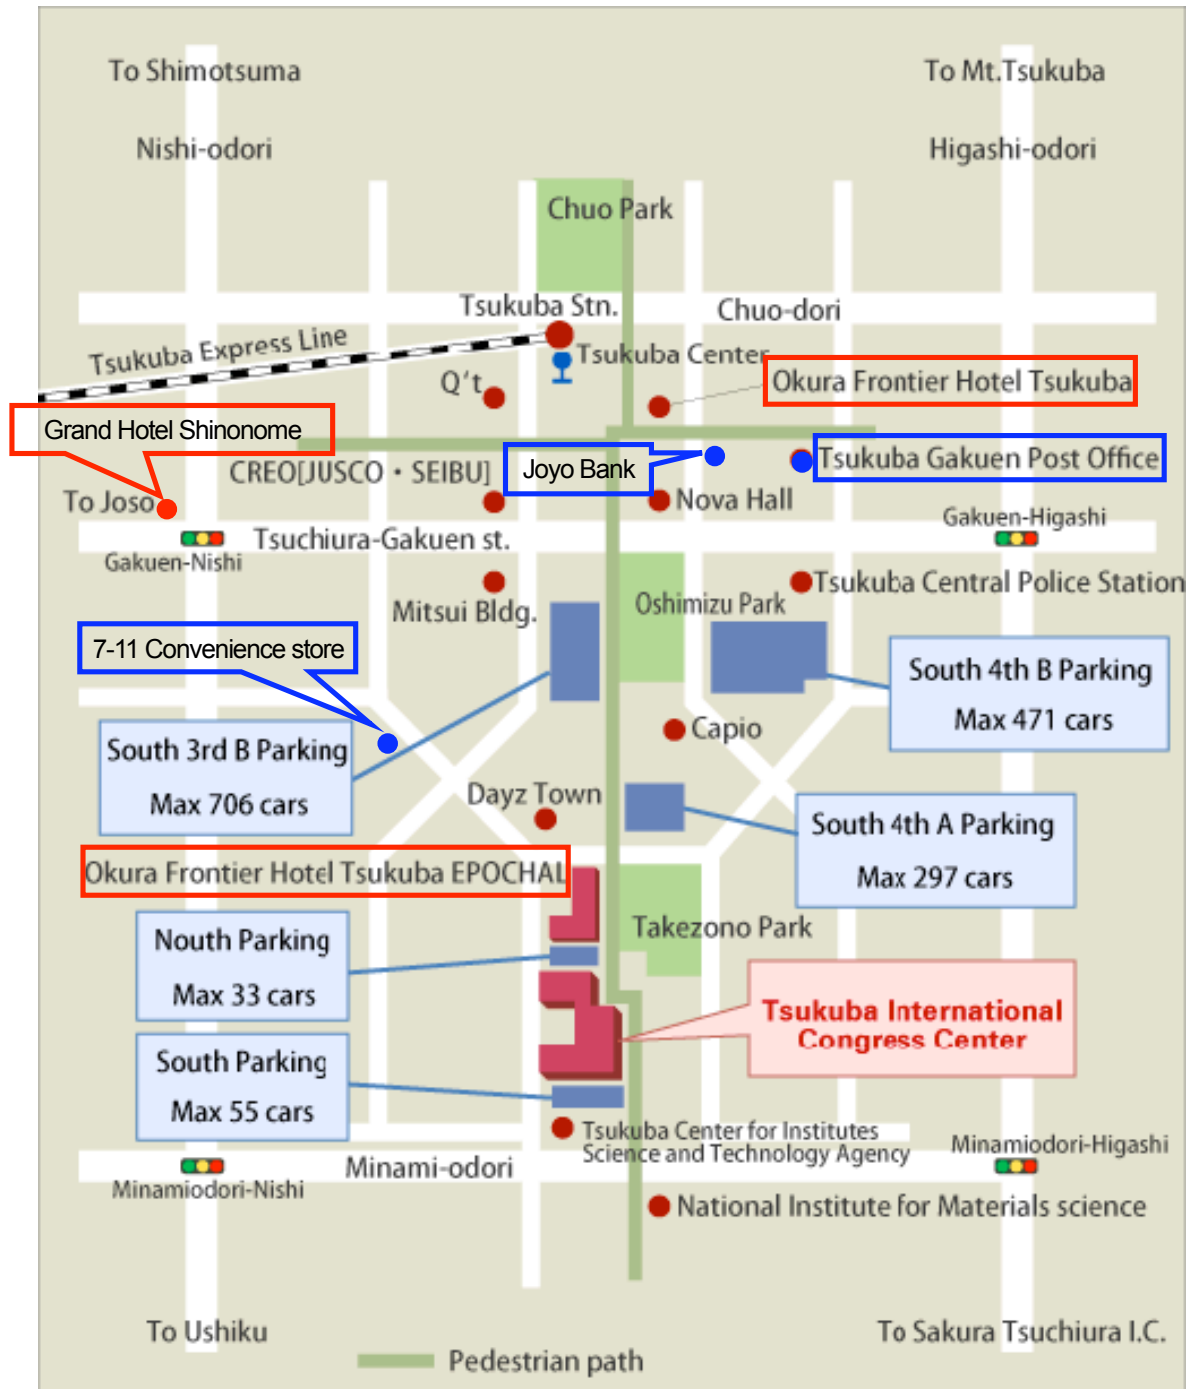 To Shimotsuma
To Mt.Tsukuba
Nishi-odori
Higashi-odori
Chuo Park
Tsukuba Stn.
Chuo-dori
Tsukuba Express Line
Tsukuba Center
Q't
Okura Frontier Hotel Tsukuba
Grand Hotel Shinonome
CREO[JUSCO・SEIBU]
Joyo Bank
Tsukuba Gakuen Post Office
To Joso
Nova Hall
Gakuen-Higashi
Tsuchiura-Gakuen st.
Gakuen-Nishi
Tsukuba Central Police Station
Mitsui Bldg.
Oshimizu Park
7-11 Convenience store
South 4th B Parking
Max 471 cars
South 3rd B Parking
Max 706 cars
Capio
Dayz Town
South 4th A Parking
Max 297 cars
Okura Frontier Hotel Tsukuba EPOCHAL
Nouth Parking
Max 33 cars
Takezono Park
Tsukuba International
Congress Center
South Parking
Max 55 cars
Tsukuba Center for Institutes
Science and Technology Agency
Minamiodori-Higashi
Minami-odori
Minamiodori-Nishi
National Institute for Materials science
To Ushiku
To Sakura Tsuchiura I.C.
Pedestrian path